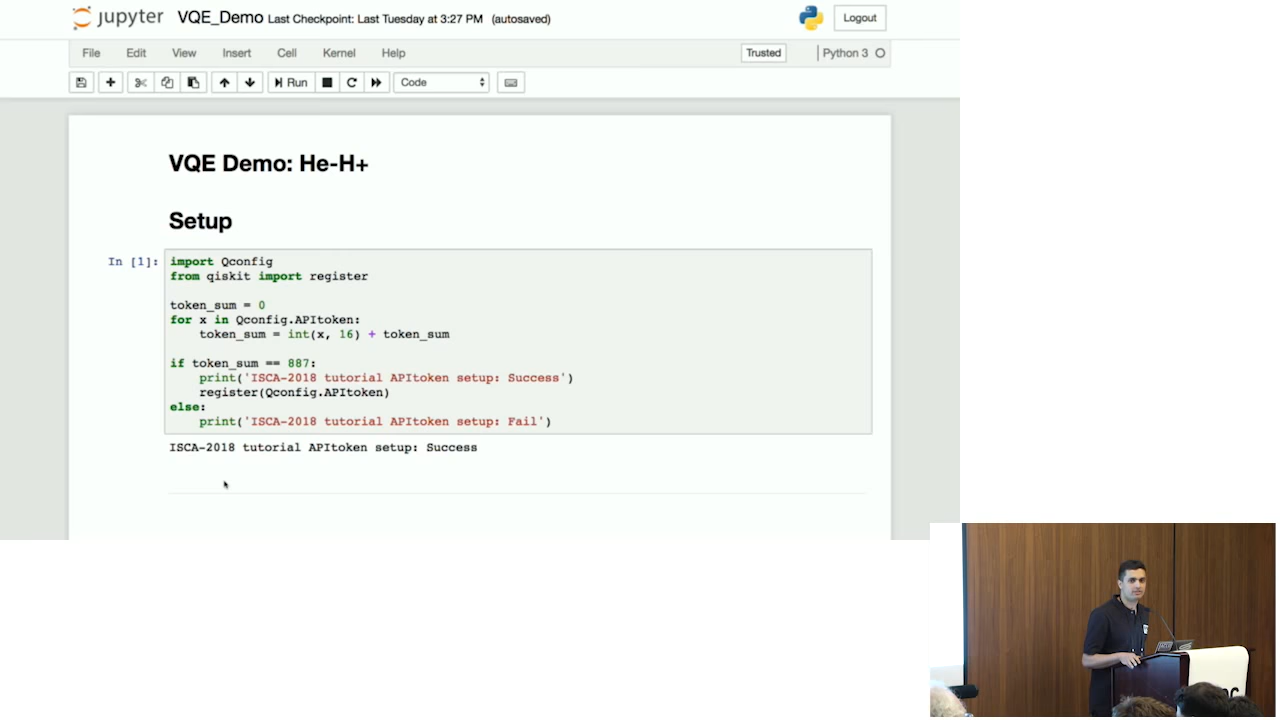 jupyter VQE_Demo Last Checkpoint: Last Tuesday at 3:27 PM (autosaved)
Logout
File Edit View Insert Cell Kernel Help
Trusted
Python 3
Run
Code
VQE Demo: He-H+
Setup
In [1]:
import Qconfig
from qiskit import register
token_sum = 0
for x in Qconfig.APItoken:
token_sum = int(x, 16) + token_sum
if token_sum == 887:
print('ISCA-2018 tutorial APItoken setup: Success')
register(Qconfig.APItoken)
else:
print('ISCA-2018 tutorial APItoken setup: Fail')
ISCA-2018 tutorial APItoken setup: Success